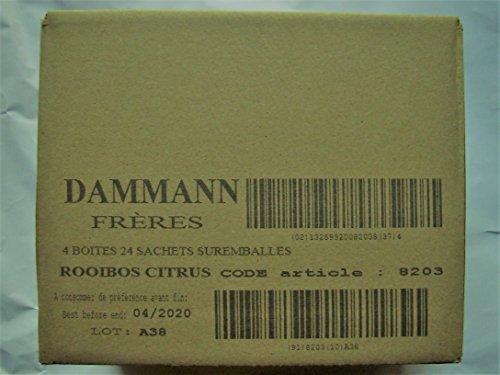 DAMMANN
FRÈRES
(02)13259320082038(37)4
4 BOITES 24 SACHETS SUREMBALLES
ROOIBOS CITRUS CODE article : 8203
A consommer de préférence avant fin:
Best before end: 04/2020
LOT: A38
(91)8203(10)A38